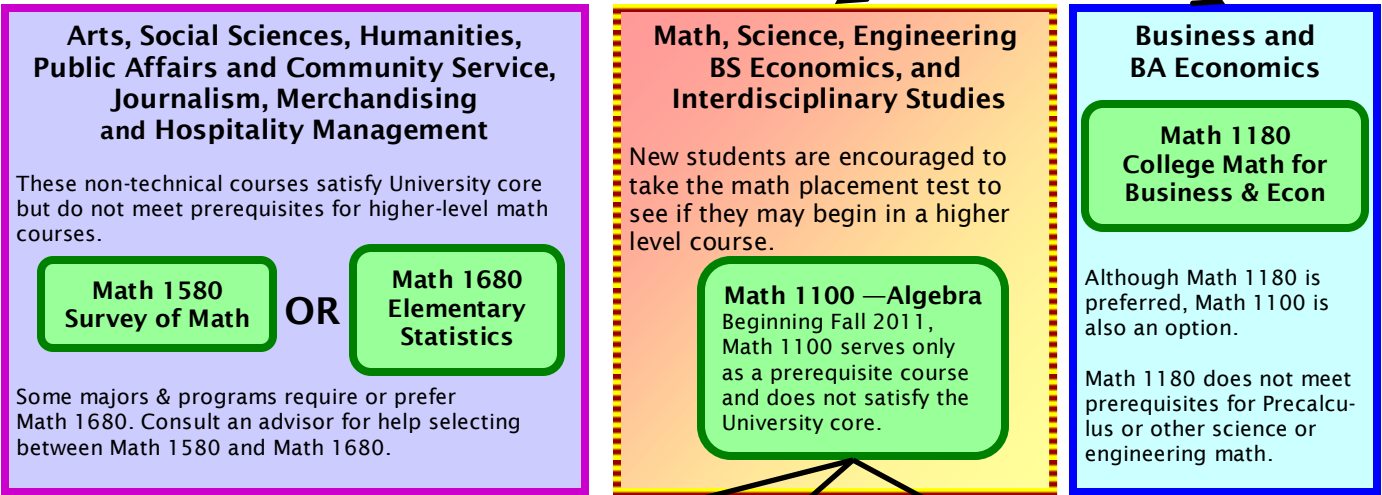 Arts, Social Sciences, Humanities,
Public Affairs and Community Service,
Journalism, Merchandising
and Hospitality Management
These non-technical courses satisfy University core
but do not meet prerequisites for higher-level math
courses.
Math 1580
Survey of Math
OR
Math 1680
Elementary
Statistics
Some majors & programs require or prefer
Math 1680. Consult an advisor for help selecting
between Math 1580 and Math 1680.
Math, Science, Engineering
BS Economics, and
Interdisciplinary Studies
New students are encouraged to
take the math placement test to
see if they may begin in a higher
level course.
Math 1100 —Algebra
Beginning Fall 2011,
Math 1100 serves only
as a prerequisite course
and does not satisfy the
University core.
Business and
BA Economics
Math 1180
College Math for
Business & Econ
Although Math 1180 is
preferred, Math 1100 is
also an option.
Math 1180 does not meet
prerequisites for Precalcu-
lus or other science or
engineering math.